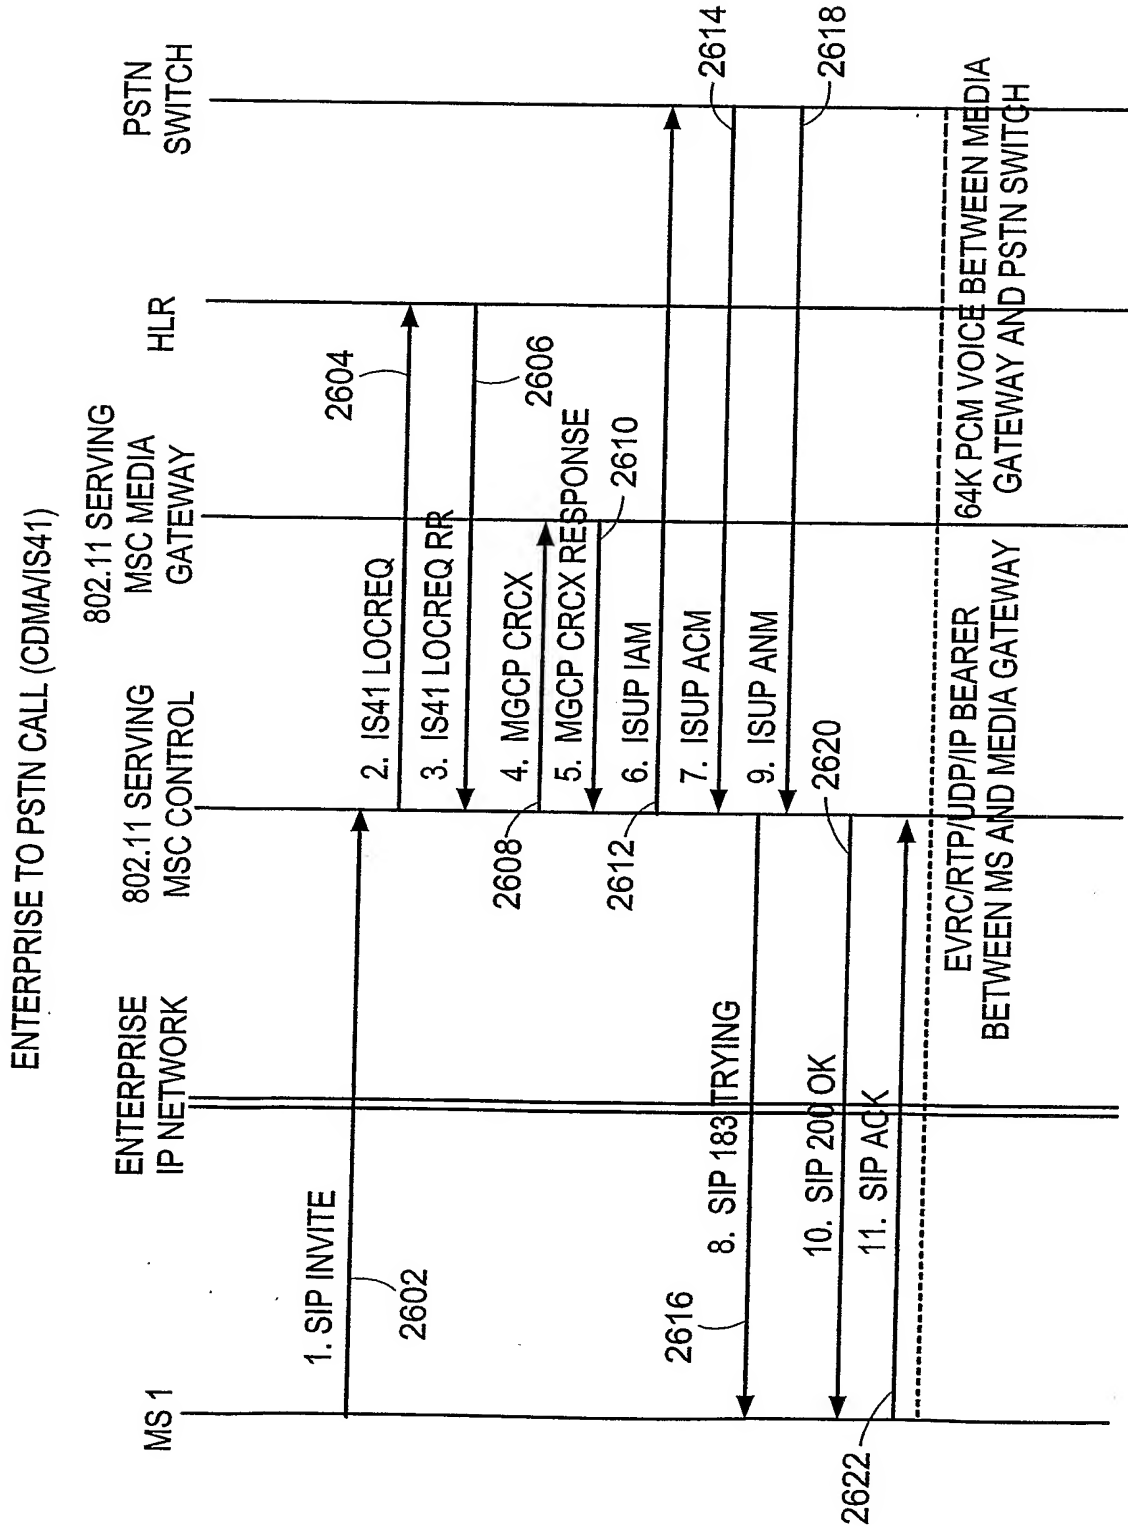 ENTERPRISE TO PSTN CALL (CDMA/IS41)
MS 1
ENTERPRISE
IP NETWORK
802.11 SERVING
MSC CONTROL
802.11 SERVING
MSC MEDIA
GATEWAY
HLR
PSTN
SWITCH
1. SIP INVITE
2602
2. IS41 LOCREQ
2604
3. IS41 LOCREQ RR
2606
4. MGCP CRCX
2608
5. MGCP CRCX RESPONSE
2610
6. ISUP IAM
2612
7. ISUP ACM
2614
8. SIP 183 TRYING
2616
9. ISUP ANM
2618
10. SIP 200 OK
2620
11. SIP ACK
2622
EVRC/RTP/UDP/IP BEARER
BETWEEN MS AND MEDIA GATEWAY
64K PCM VOICE BETWEEN MEDIA
GATEWAY AND PSTN SWITCH